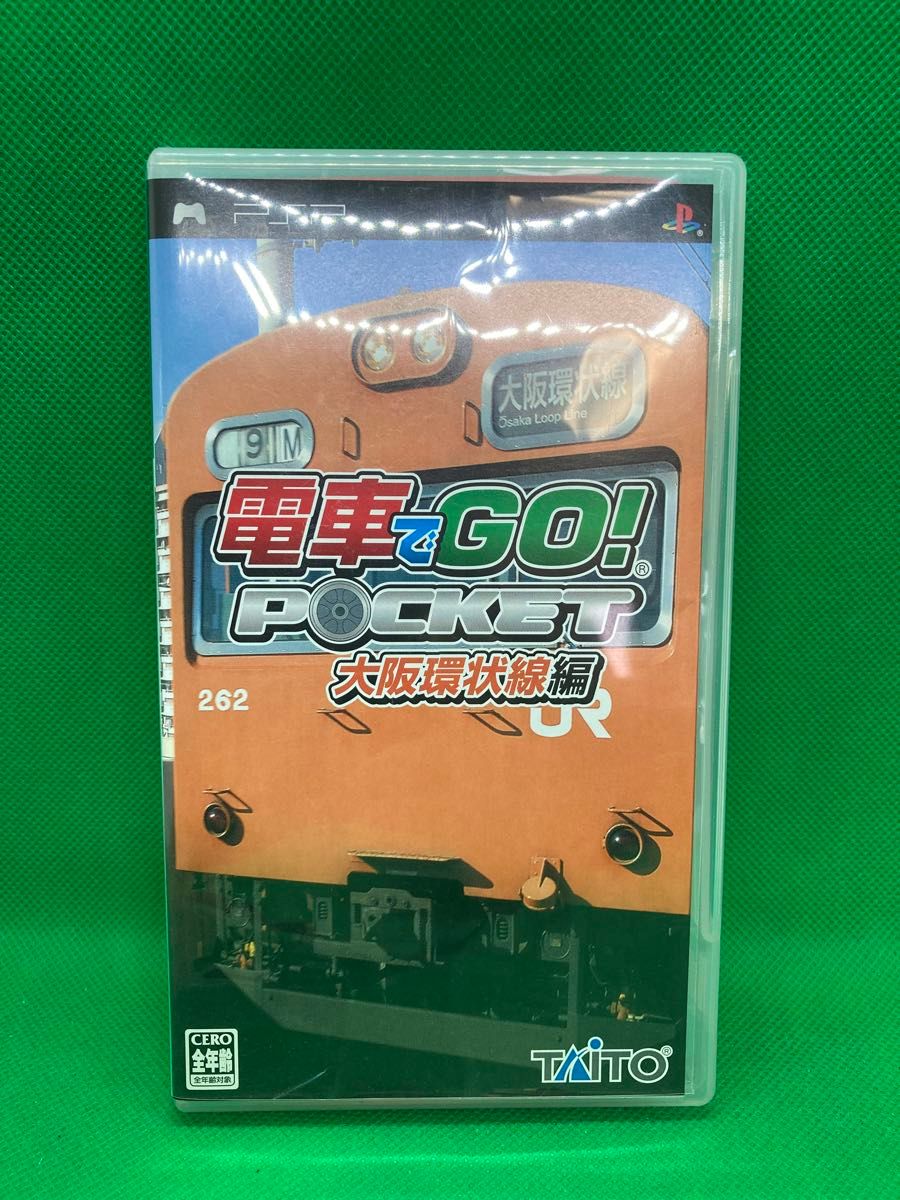 PSP
大阪環状線
Osaka Loop Line
9 M
電車でGO!®
POCKET
大阪環状線編
262
JR
CERO
全年齢
全年齢対象
TAITO®